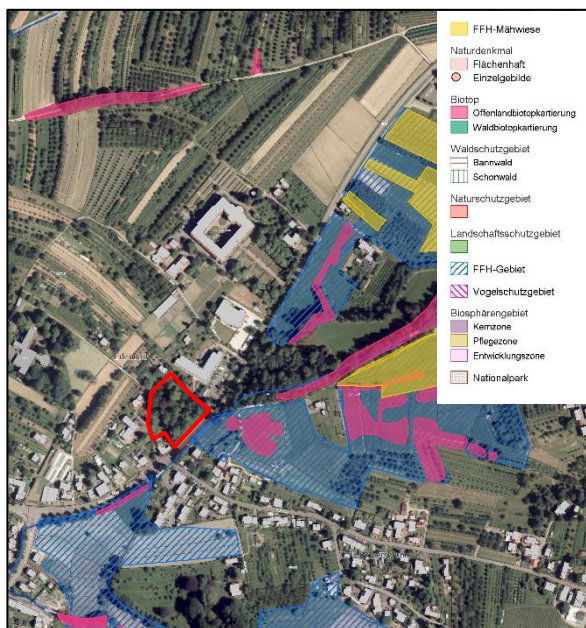 FFH-Mähwiese
Naturdenkmal
Flächenhaft
Einzelgebilde
Biotop
Offenlandbiotopkartierung
Waldbiotopkartierung
Waldschutzgebiet
Bannwald
Schonwald
Naturschutzgebiet
Landschaftsschutzgebiet
FFH-Gebiet
Vogelschutzgebiet
Biosphärengebiet
Kernzone
Pflegezone
Entwicklungszone
Nationalpark